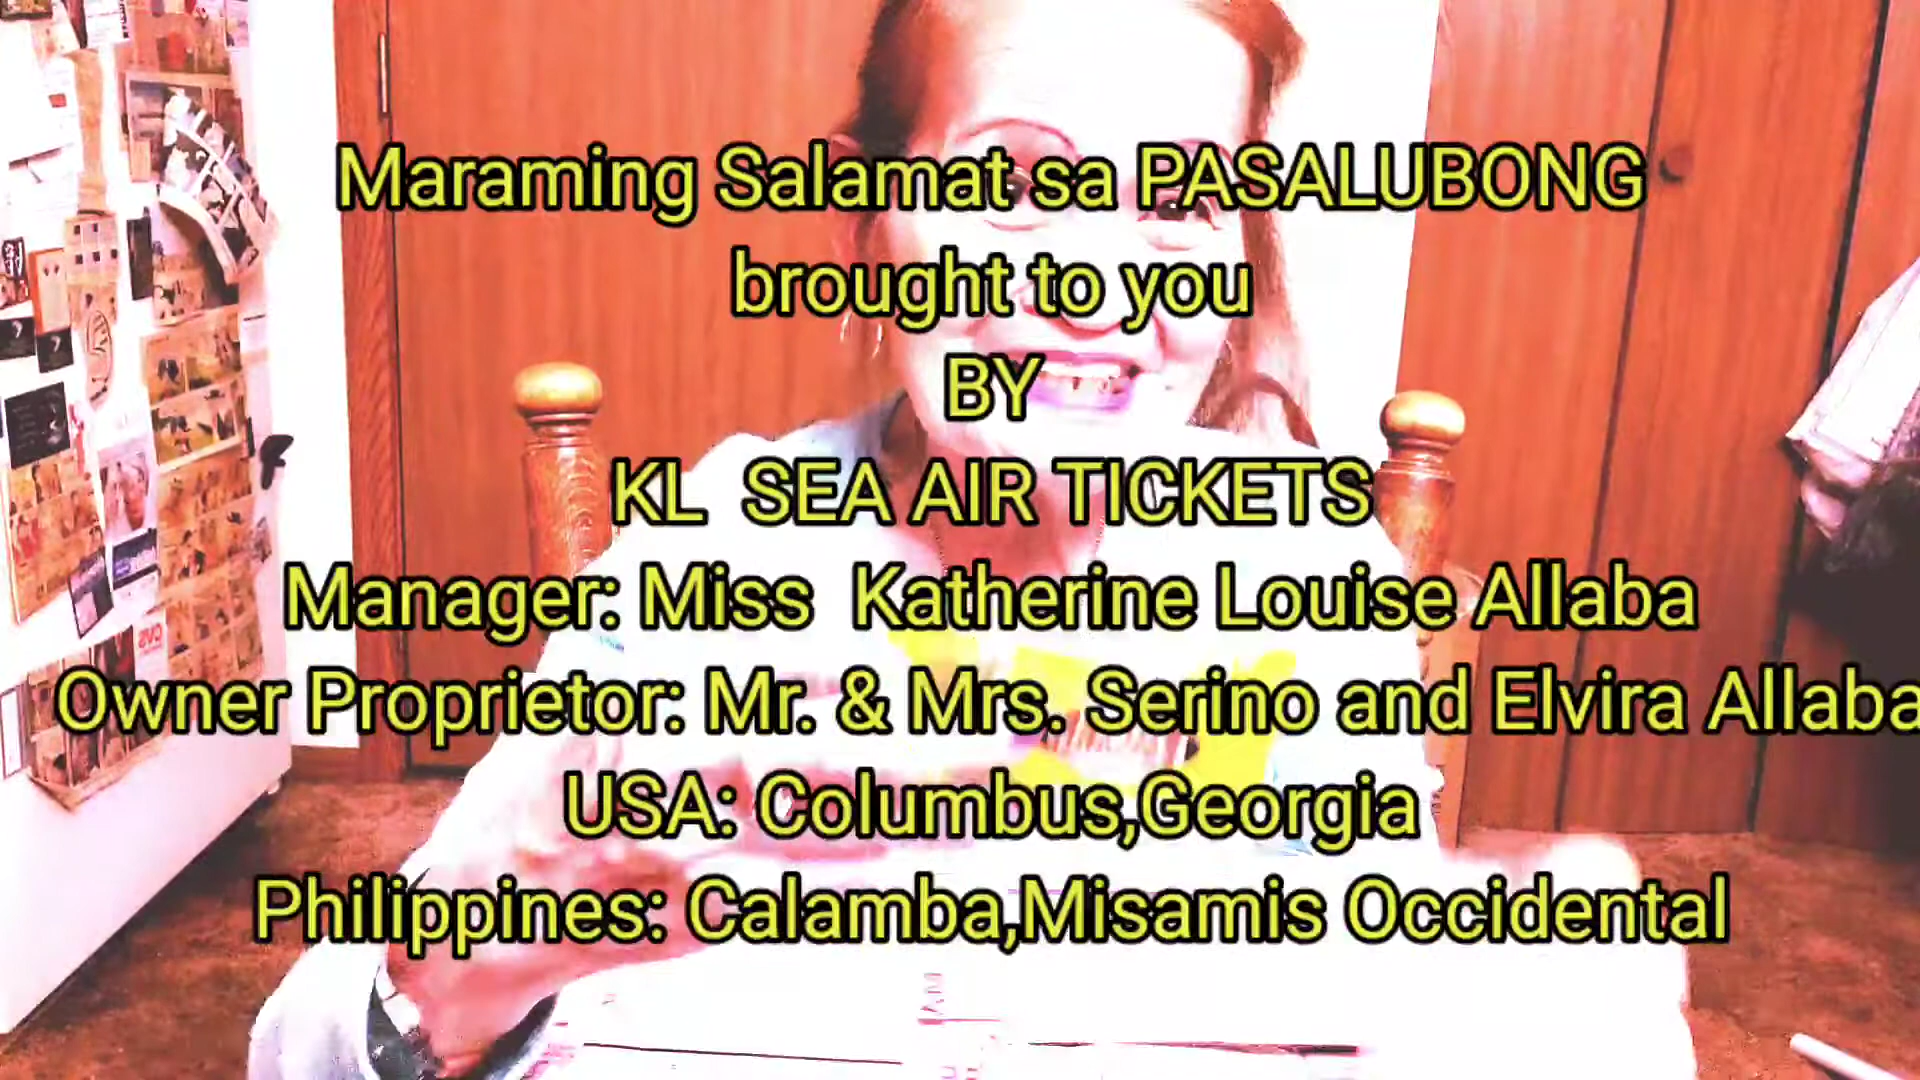 Maraming Salamat sa PASALUBONG
brought to you
BY
KL SEA AIR TICKETS
Manager: Miss Katherine Louise Allaba
Owner Proprietor: Mr. & Mrs. Serino and Elvira Allaba
USA: Columbus,Georgia
Philippines: Calamba,Misamis Occidental
CVS